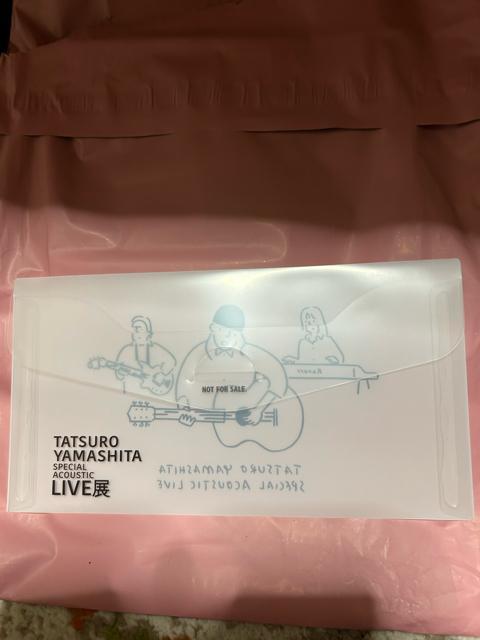 NOT FOR SALE.
TATSURO
YAMASHITA
SPECIAL
ACOUSTIC
LIVE展
TATSURO YAMASHITA
SPECIAL ACOUSTIC LIVE